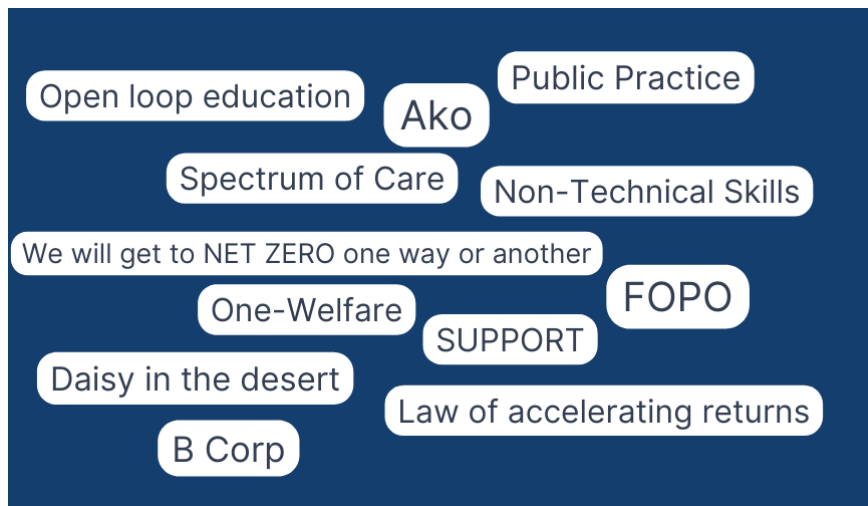 Public Practice
Open loop education
Ako
Spectrum of Care
Non-Technical Skills
We will get to NET ZERO one way or another
FOPO
One-Welfare
SUPPORT
Daisy in the desert
Law of accelerating returns
B Corp